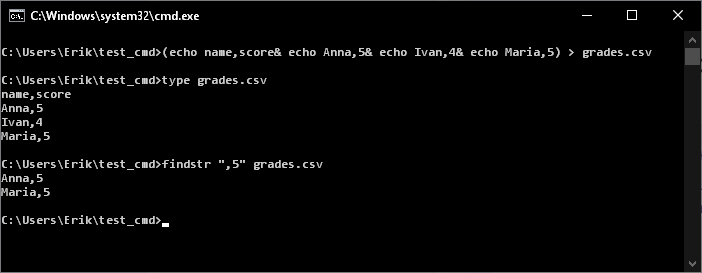 C:\Windows\system32\cmd.exe
C:\Users\Erik\test_cmd>(echo name,score& echo Anna,5& echo Ivan,4& echo Maria,5) > grades.csv
C:\Users\Erik\test_cmd>type grades.csv
name,score
Anna,5
Ivan,4
Maria,5
C:\Users\Erik\test_cmd>findstr ",5" grades.csv
Anna,5
Maria,5
C:\Users\Erik\test_cmd>